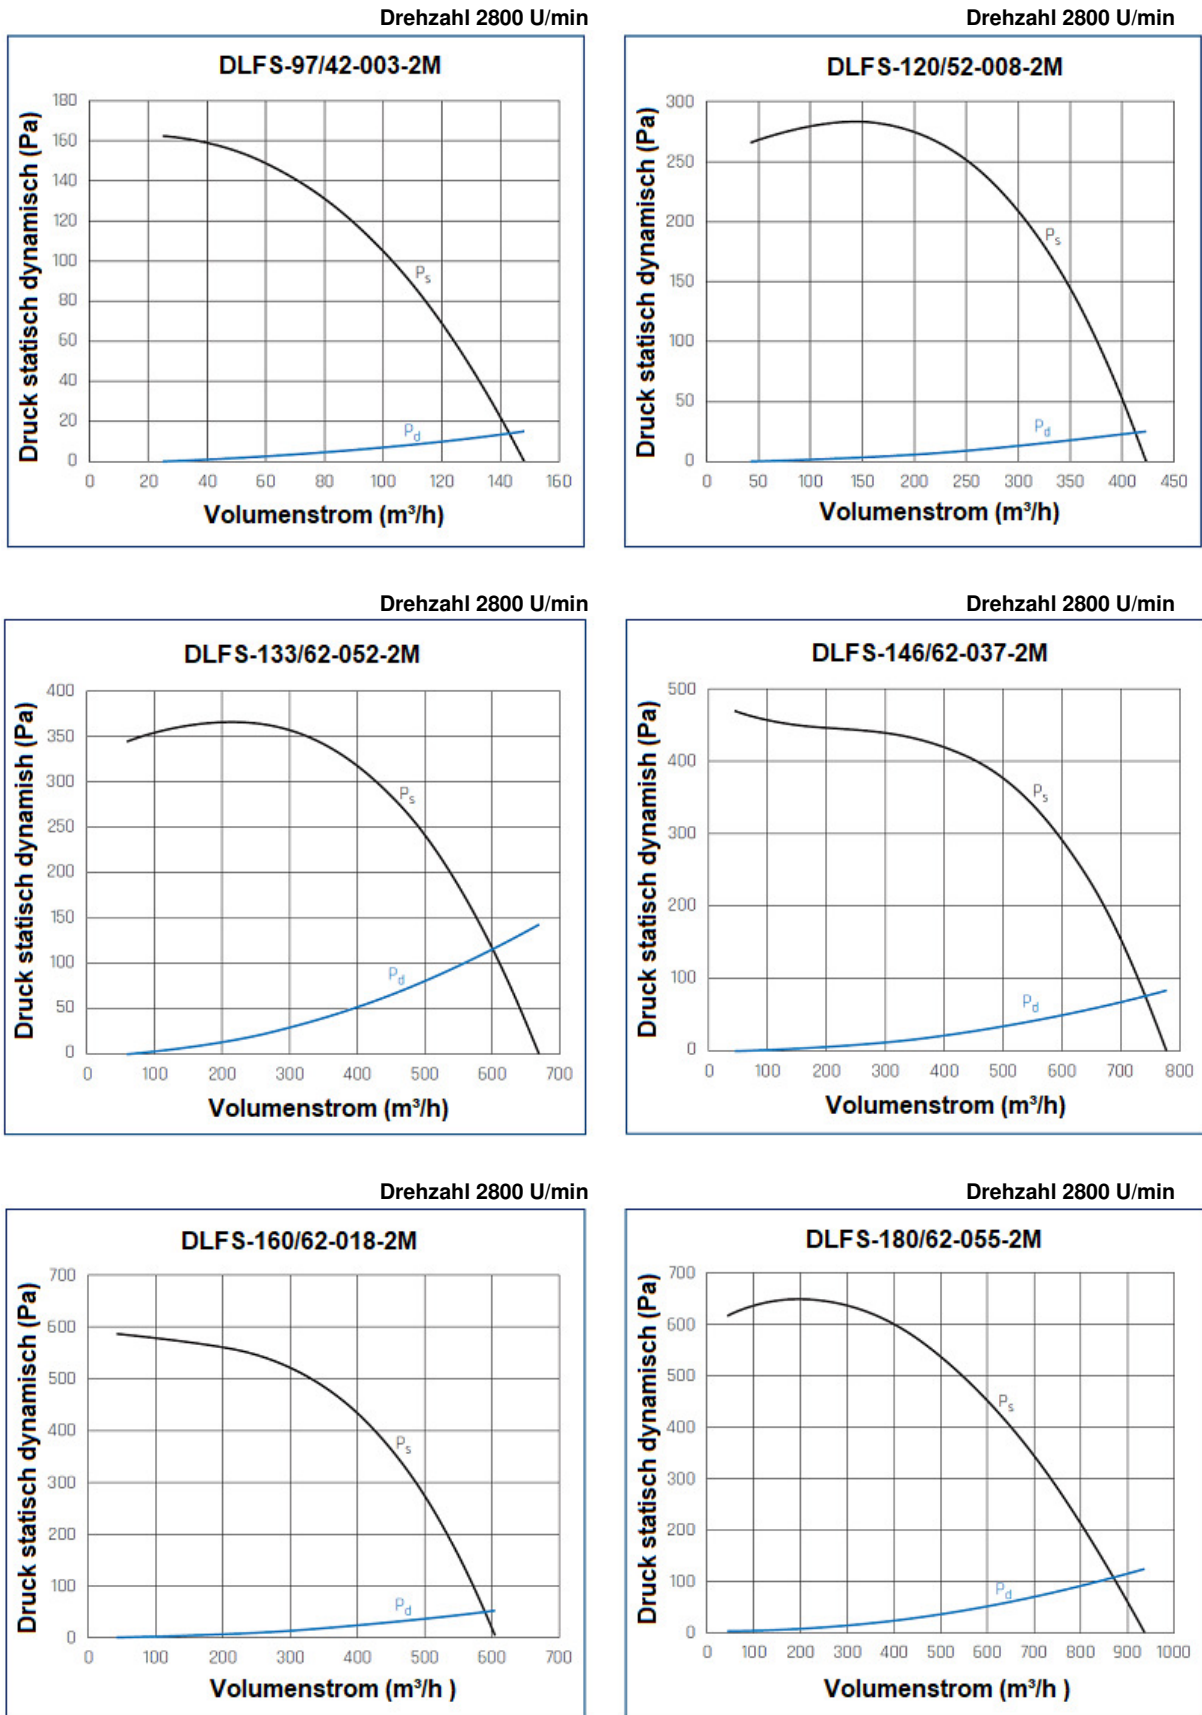 Drehzahl 2800 U/min
DLFS-97/42-003-2M
Druck statisch dynamisch (Pa)
180
160
140
120
100
80
60
40
20
0
Ps
Pd
0 20 40 60 80 100 120 140 160
Volumenstrom (m³/h)
Drehzahl 2800 U/min
DLFS-120/52-008-2M
Druck statisch dynamisch (Pa)
300
250
200
150
100
50
0
Ps
Pd
0 50 100 150 200 250 300 350 400 450
Volumenstrom (m³/h)
Drehzahl 2800 U/min
DLFS-133/62-052-2M
Druck statisch dynamish (Pa)
400
350
300
250
200
150
100
50
0
Ps
Pd
0 100 200 300 400 500 600 700
Volumenstrom (m³/h)
Drehzahl 2800 U/min
DLFS-146/62-037-2M
Druck statisch dynamish (Pa)
500
400
300
200
100
0
Ps
Pd
0 100 200 300 400 500 600 700 800
Volumenstrom (m³/h)
Drehzahl 2800 U/min
DLFS-160/62-018-2M
Druck statisch dynamisch (Pa)
700
600
500
400
300
200
100
0
Ps
Pd
0 100 200 300 400 500 600 700
Volumenstrom (m³/h )
Drehzahl 2800 U/min
DLFS-180/62-055-2M
Druck statisch dynamisch (Pa)
700
600
500
400
300
200
100
0
Ps
Pd
0 100 200 300 400 500 600 700 800 900 1000
Volumenstrom (m³/h )